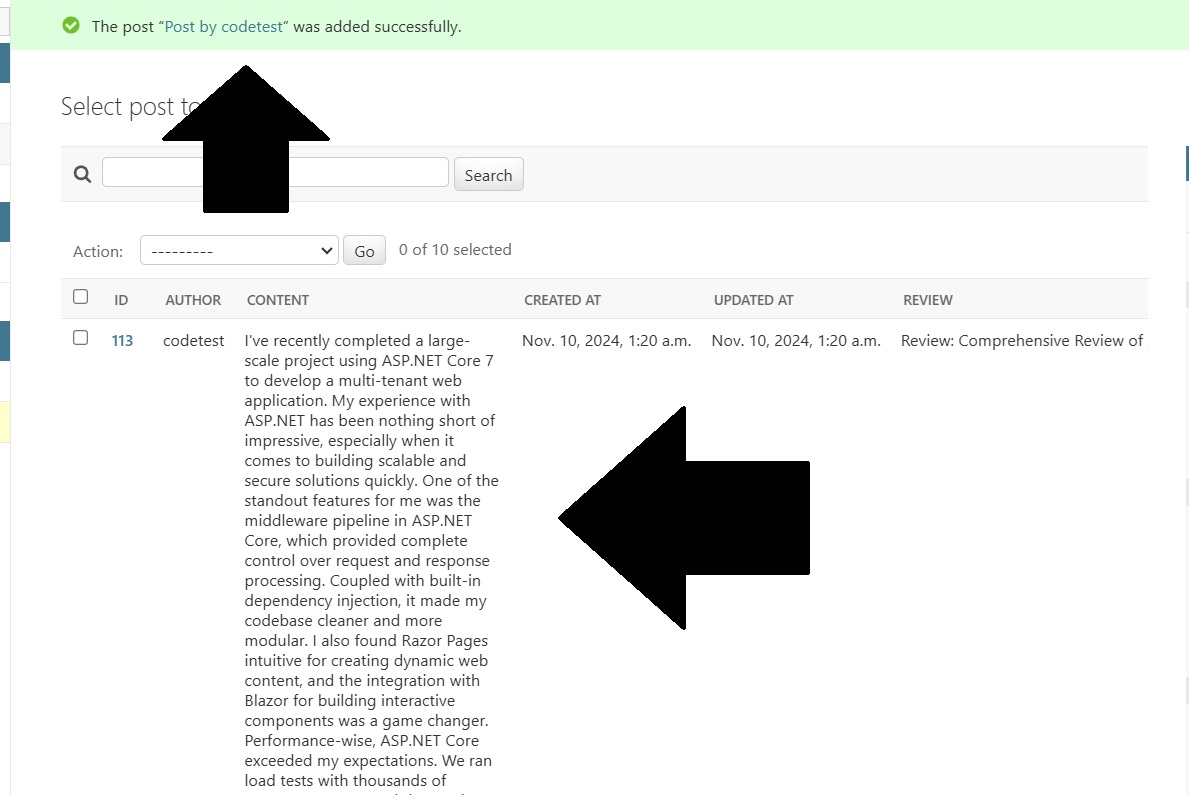 The post “Post by codetest” was added successfully.
Select post to
Search
Action: --------- Go 0 of 10 selected
ID AUTHOR CONTENT CREATED AT UPDATED AT REVIEW
113 codetest I've recently completed a large- Nov. 10, 2024, 1:20 a.m. Nov. 10, 2024, 1:20 a.m. Review: Comprehensive Review of
scale project using ASP.NET Core 7
to develop a multi-tenant web
application. My experience with
ASP.NET has been nothing short of
impressive, especially when it
comes to building scalable and
secure solutions quickly. One of the
standout features for me was the
middleware pipeline in ASP.NET
Core, which provided complete
control over request and response
processing. Coupled with built-in
dependency injection, it made my
codebase cleaner and more
modular. I also found Razor Pages
intuitive for creating dynamic web
content, and the integration with
Blazor for building interactive
components was a game changer.
Performance-wise, ASP.NET Core
exceeded my expectations. We ran
load tests with thousands of